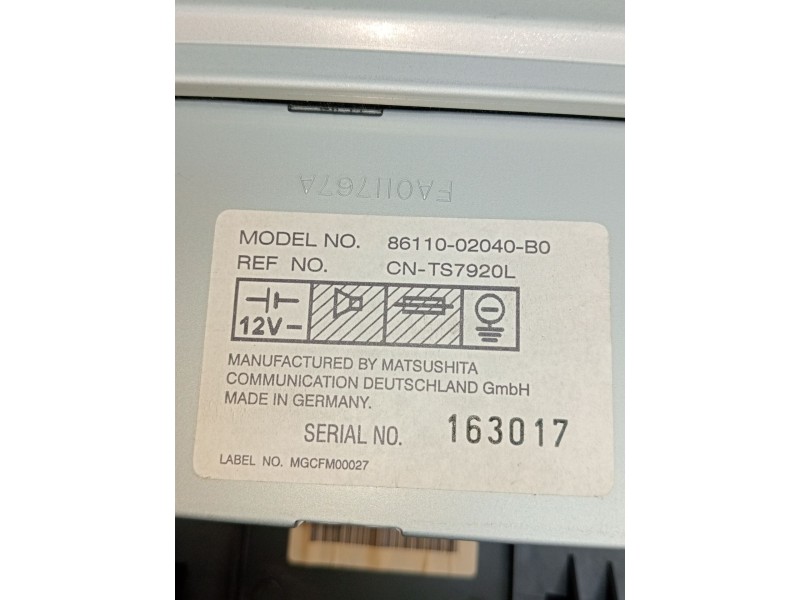 FA011767A
MODEL NO. 86110-02040-B0
REF NO. CN-TS7920L
12V
MANUFACTURED BY MATSUSHITA
COMMUNICATION DEUTSCHLAND GmbH
MADE IN GERMANY.
SERIAL NO. 163017
LABEL NO. MGCFM00027